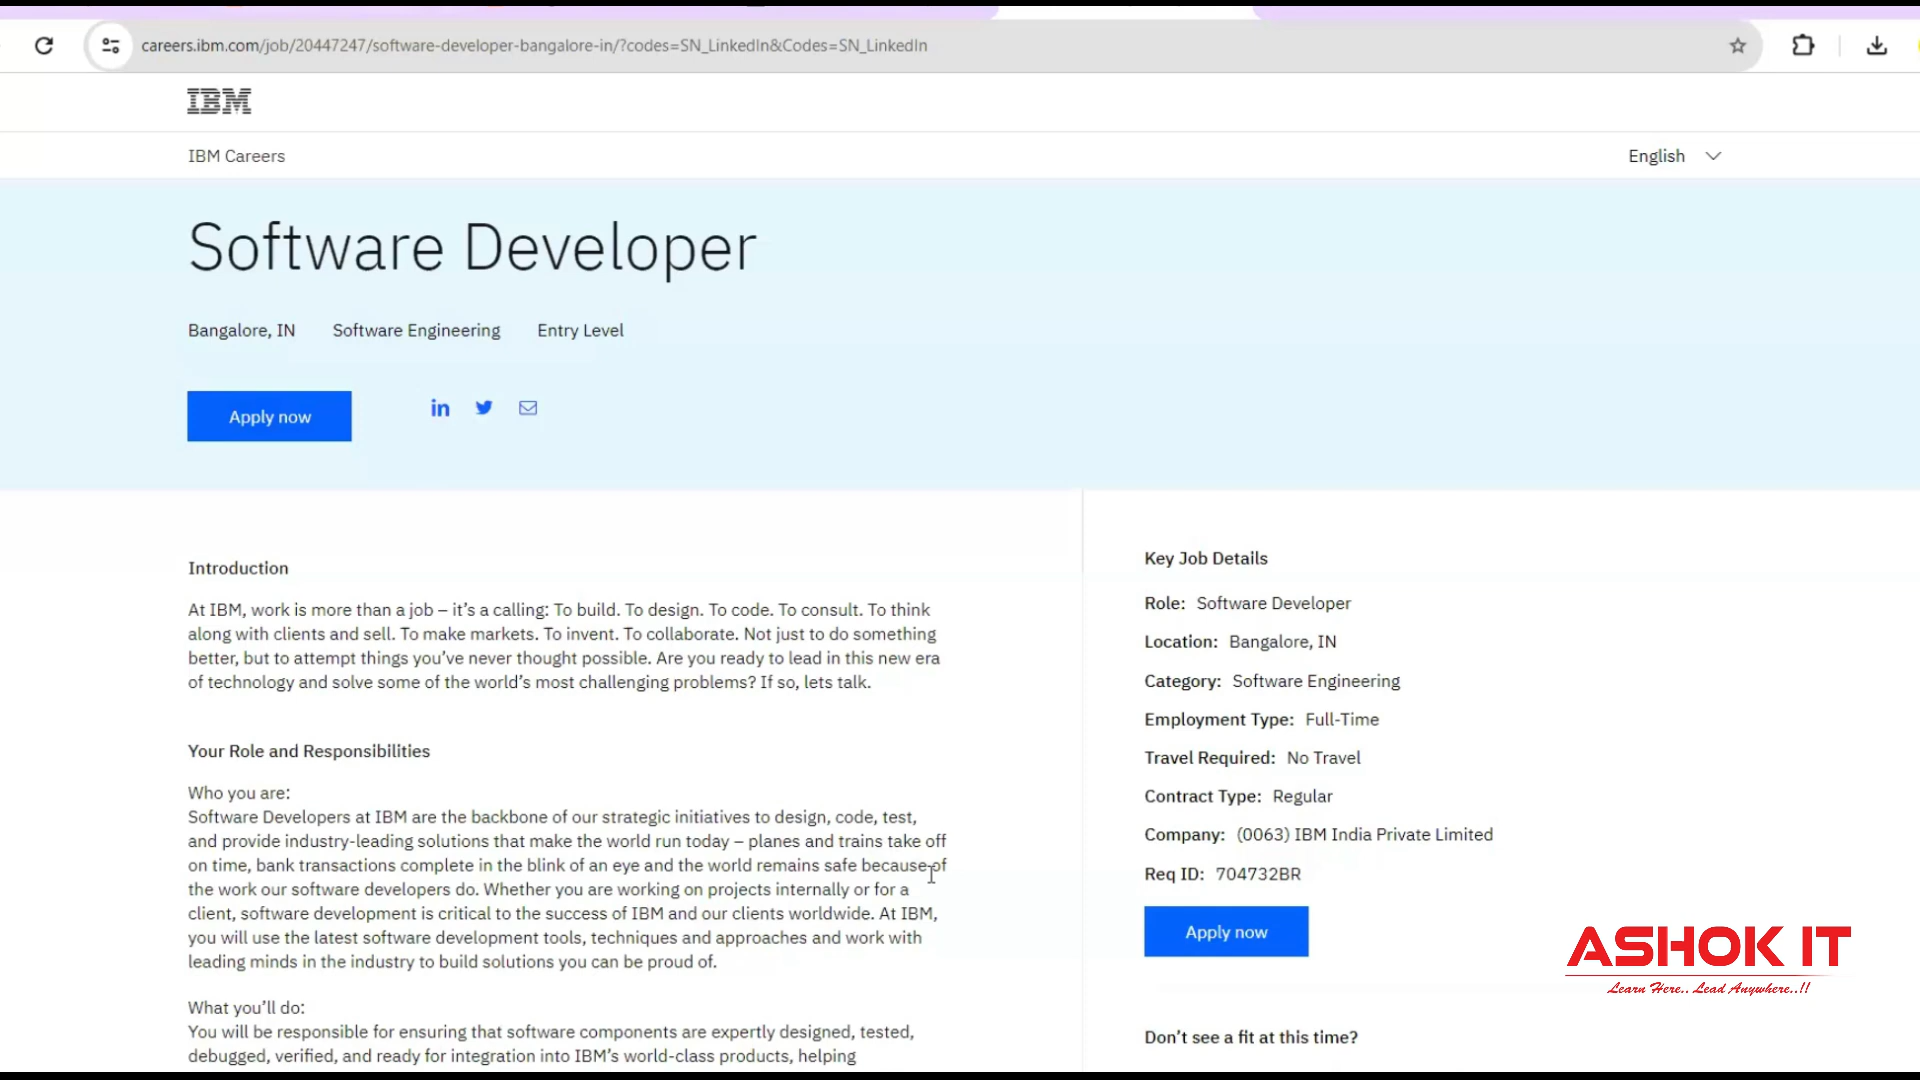 careers.ibm.com/job/20447247/software-developer-bangalore-in/?codes=SN_LinkedIn&Codes=SN_LinkedIn
IBM
IBM Careers
English
Software Developer
Bangalore, IN Software Engineering Entry Level
Apply now
in
Introduction
At IBM, work is more than a job – it’s a calling: To build. To design. To code. To consult. To think
along with clients and sell. To make markets. To invent. To collaborate. Not just to do something
better, but to attempt things you’ve never thought possible. Are you ready to lead in this new era
of technology and solve some of the world’s most challenging problems? If so, lets talk.
Your Role and Responsibilities
Who you are:
Software Developers at IBM are the backbone of our strategic initiatives to design, code, test,
and provide industry-leading solutions that make the world run today – planes and trains take off
on time, bank transactions complete in the blink of an eye and the world remains safe because of
the work our software developers do. Whether you are working on projects internally or for a
client, software development is critical to the success of IBM and our clients worldwide. At IBM,
you will use the latest software development tools, techniques and approaches and work with
leading minds in the industry to build solutions you can be proud of.
What you’ll do:
You will be responsible for ensuring that software components are expertly designed, tested,
debugged, verified, and ready for integration into IBM’s world-class products, helping
Key Job Details
Role: Software Developer
Location: Bangalore, IN
Category: Software Engineering
Employment Type: Full-Time
Travel Required: No Travel
Contract Type: Regular
Company: (0063) IBM India Private Limited
Req ID: 704732BR
Apply now
Don’t see a fit at this time?
ASHOK IT
Learn Here.. Lead Anywhere..!!